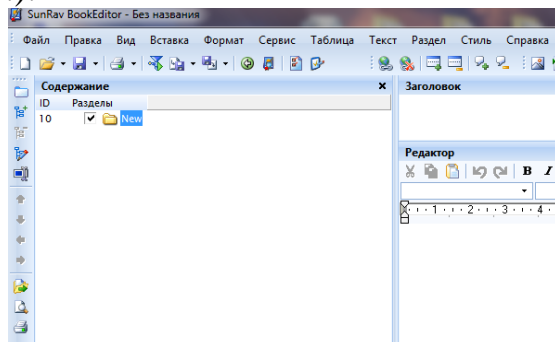 SunRav BookEditor - Без названия
Файл Правка Вид Вставка Формат Сервис Таблица Текст Раздел Стиль Справка
Содержание x Заголовок
ID Разделы
10 New
Редактор
B I
1 2 3 4